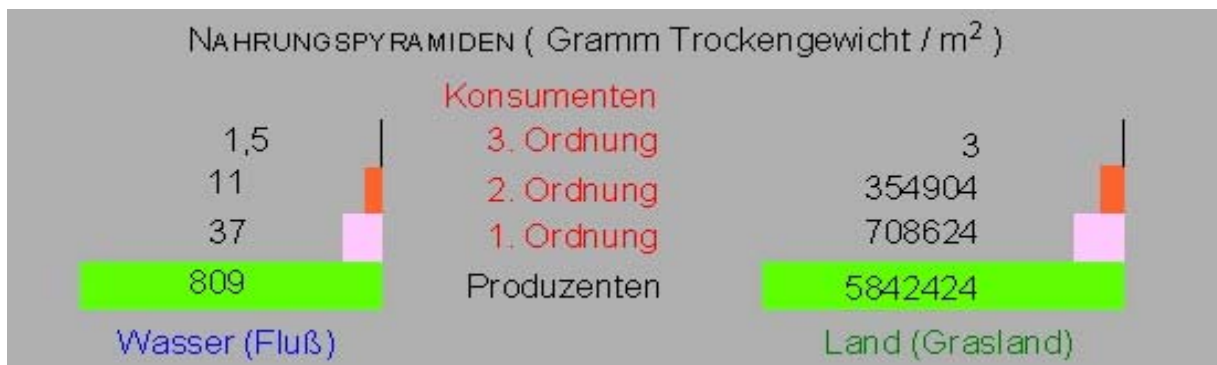 NAHRUNGSPYRAMIDEN ( Gramm Trockengewicht / m² )
Konsumenten
1,5 3. Ordnung 3
11 2. Ordnung 354904
37 1. Ordnung 708624
809 Produzenten 5842424
Wasser (Fluß) Land (Grasland)